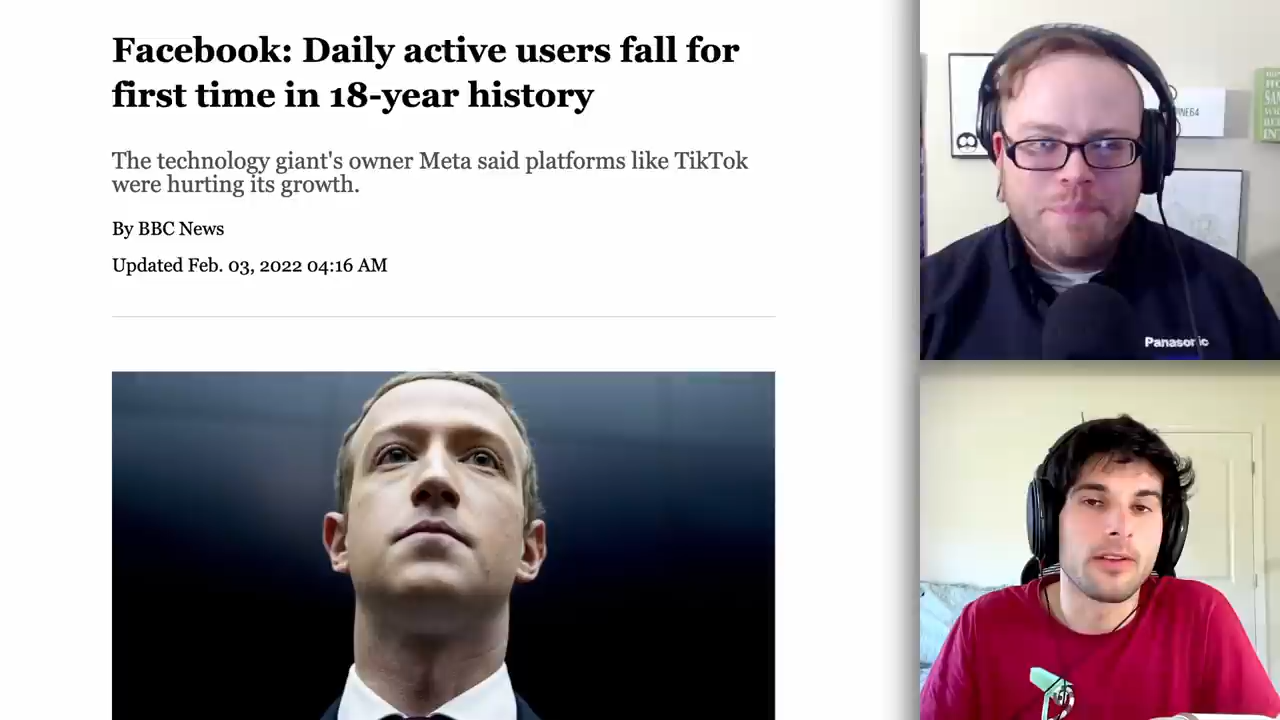 Facebook: Daily active users fall for
first time in 18-year history
The technology giant's owner Meta said platforms like TikTok
were hurting its growth.
By BBC News
Updated Feb. 03, 2022 04:16 AM
Panasonic